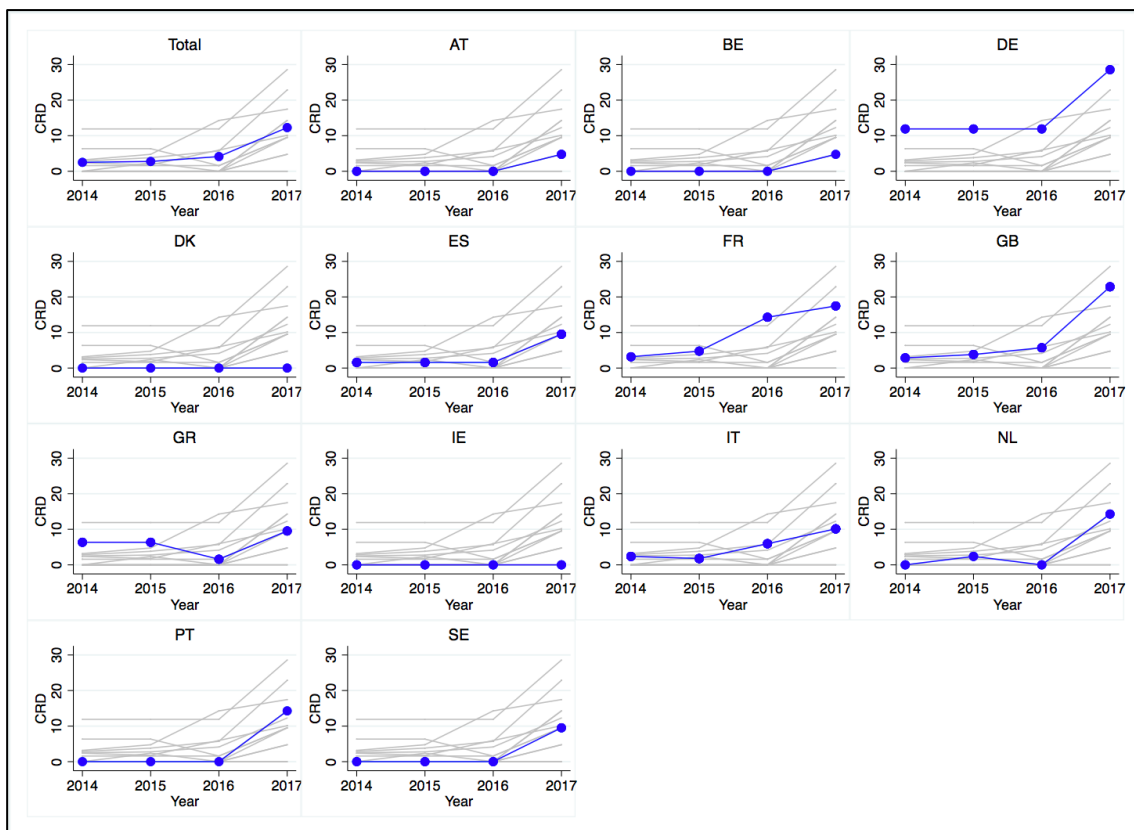 Total AT BE DE
CRD 0 10 20 30 CRD 0 10 20 30 CRD 0 10 20 30 CRD 0 10 20 30
2014 2015 2016 2017 2014 2015 2016 2017 2014 2015 2016 2017 2014 2015 2016 2017
Year Year Year Year
DK ES FR GB
CRD 0 10 20 30 CRD 0 10 20 30 CRD 0 10 20 30 CRD 0 10 20 30
2014 2015 2016 2017 2014 2015 2016 2017 2014 2015 2016 2017 2014 2015 2016 2017
Year Year Year Year
GR IE IT NL
CRD 0 10 20 30 CRD 0 10 20 30 CRD 0 10 20 30 CRD 0 10 20 30
2014 2015 2016 2017 2014 2015 2016 2017 2014 2015 2016 2017 2014 2015 2016 2017
Year Year Year Year
PT SE
CRD 0 10 20 30 CRD 0 10 20 30
2014 2015 2016 2017 2014 2015 2016 2017
Year Year